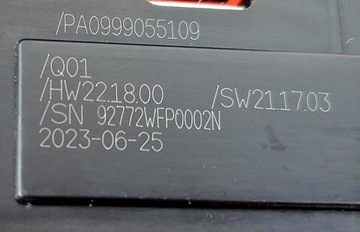 /PA0999055109
/Q01
/HW22.18.00 /SW21.17.03
/SN 92772WFP0002N
2023-06-25